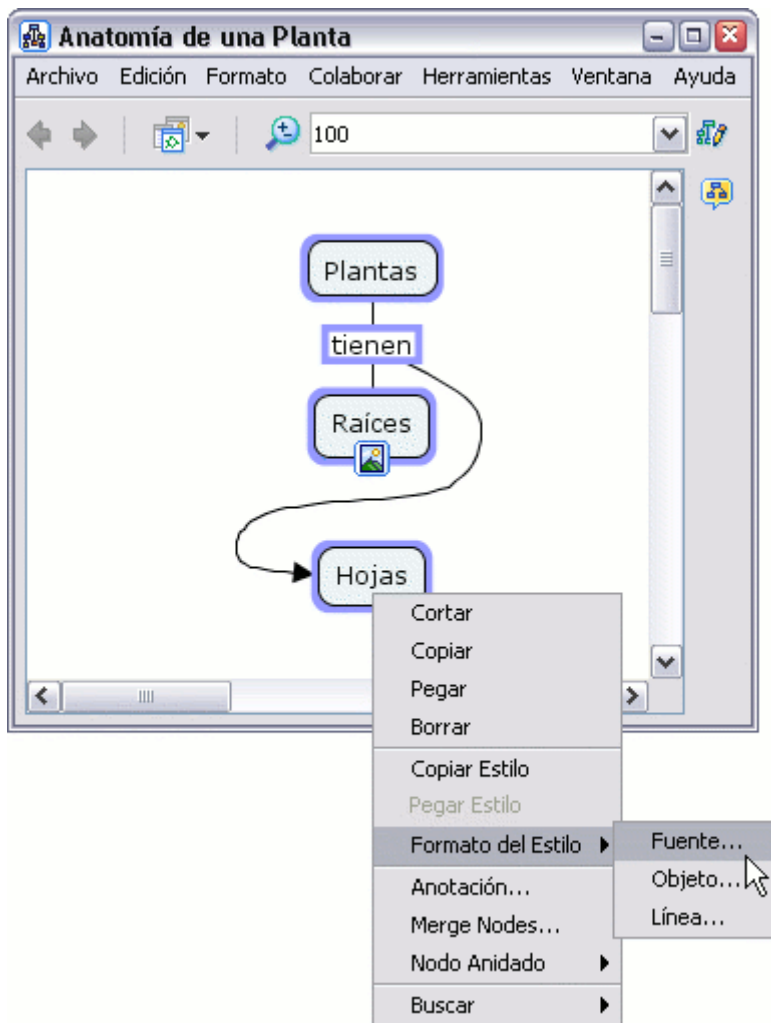 Anatomía de una Planta
Archivo Edición Formato Colaborar Herramientas Ventana Ayuda
100
Plantas
tienen
Raíces
Hojas
Cortar
Copiar
Pegar
Borrar
Copiar Estilo
Pegar Estilo
Formato del Estilo
Fuente...
Objeto...
Línea...
Anotación...
Merge Nodes...
Nodo Anidado
Buscar